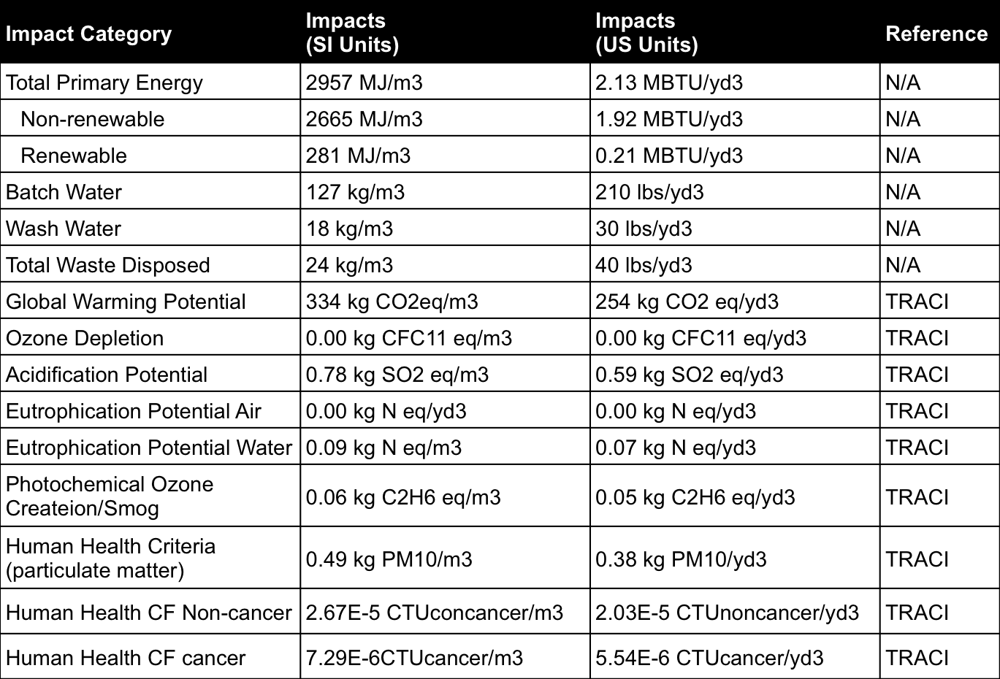 Impact Category Impacts (SI Units) Impacts (US Units) Reference
Total Primary Energy 2957 MJ/m3 2.13 MBTU/yd3 N/A
Non-renewable 2665 MJ/m3 1.92 MBTU/yd3 N/A
Renewable 281 MJ/m3 0.21 MBTU/yd3 N/A
Batch Water 127 kg/m3 210 lbs/yd3 N/A
Wash Water 18 kg/m3 30 lbs/yd3 N/A
Total Waste Disposed 24 kg/m3 40 lbs/yd3 N/A
Global Warming Potential 334 kg CO2eq/m3 254 kg CO2 eq/yd3 TRACI
Ozone Depletion 0.00 kg CFC11 eq/m3 0.00 kg CFC11 eq/yd3 TRACI
Acidification Potential 0.78 kg SO2 eq/m3 0.59 kg SO2 eq/yd3 TRACI
Eutrophication Potential Air 0.00 kg N eq/yd3 0.00 kg N eq/yd3 TRACI
Eutrophication Potential Water 0.09 kg N eq/m3 0.07 kg N eq/yd3 TRACI
Photochemical Ozone
Createion/Smog 0.06 kg C2H6 eq/m3 0.05 kg C2H6 eq/yd3 TRACI
Human Health Criteria
(particulate matter) 0.49 kg PM10/m3 0.38 kg PM10/yd3 TRACI
Human Health CF Non-cancer 2.67E-5 CTUconcancer/m3 2.03E-5 CTUnoncancer/yd3 TRACI
Human Health CF cancer 7.29E-6CTUcancer/m3 5.54E-6 CTUcancer/yd3 TRACI